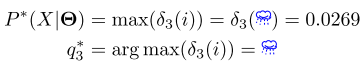 P*(X|Θ) = max(δ₃(i)) = δ₃(🌧) = 0.0269
q₃* = arg max(δ₃(i)) = 🌧